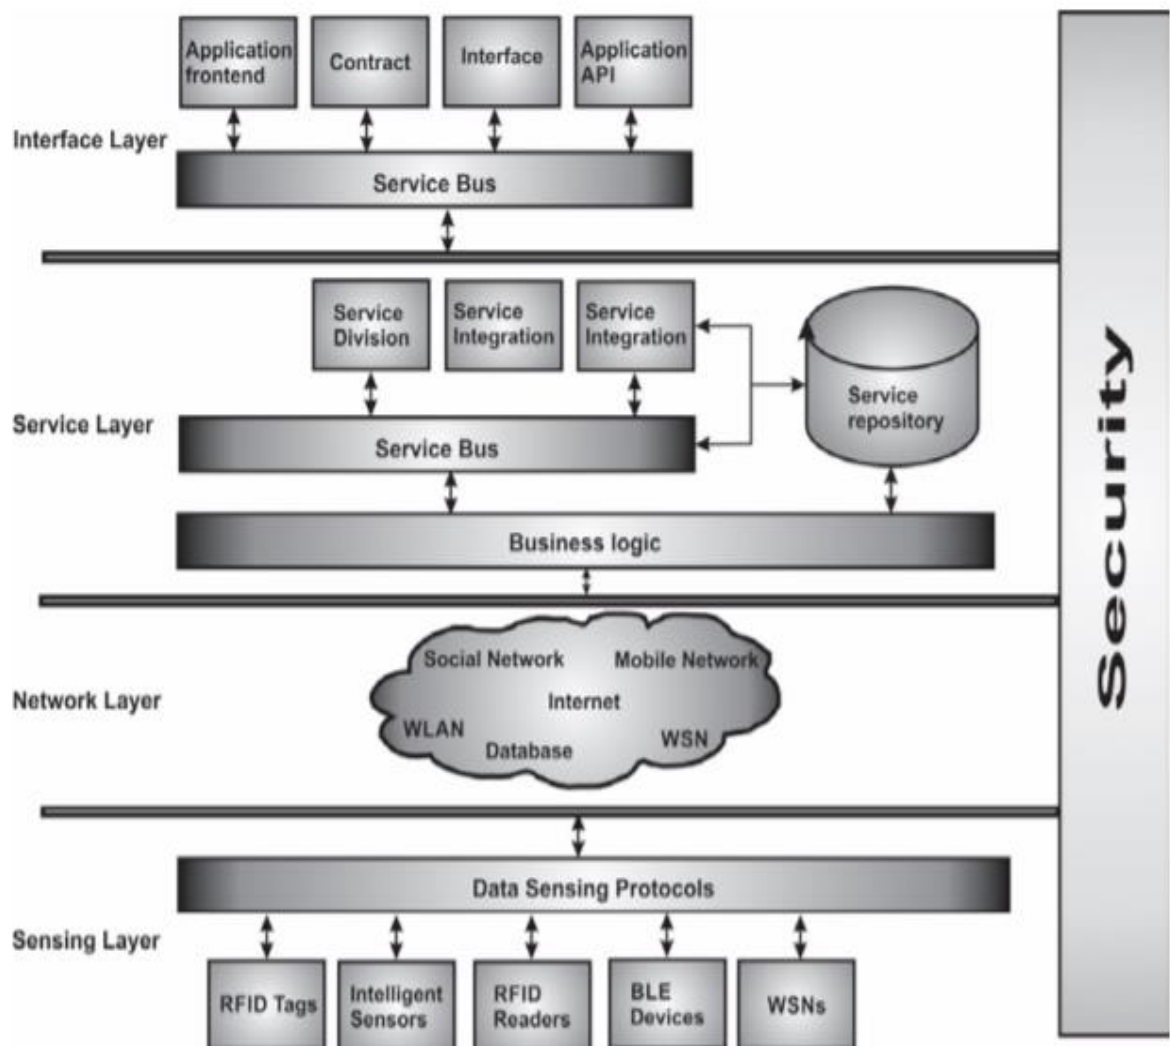 Application
frontend
Contract
Interface
Application
API
Interface Layer
Service Bus
Service
Division
Service
Integration
Service
Integration
Service
repository
Service Layer
Service Bus
Business logic
Social Network
Mobile Network
Network Layer
Internet
WLAN
Database
WSN
Data Sensing Protocols
Sensing Layer
RFID Tags
Intelligent
Sensors
RFID
Readers
BLE
Devices
WSNs
Security